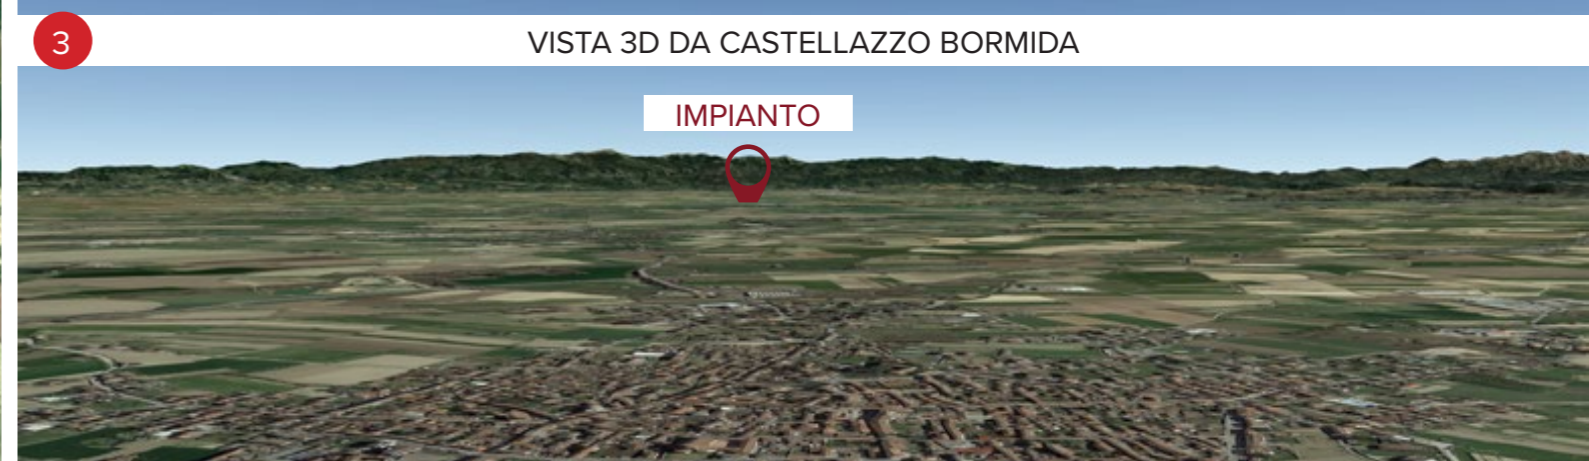 3
VISTA 3D DA CASTELLAZZO BORMIDA
IMPIANTO